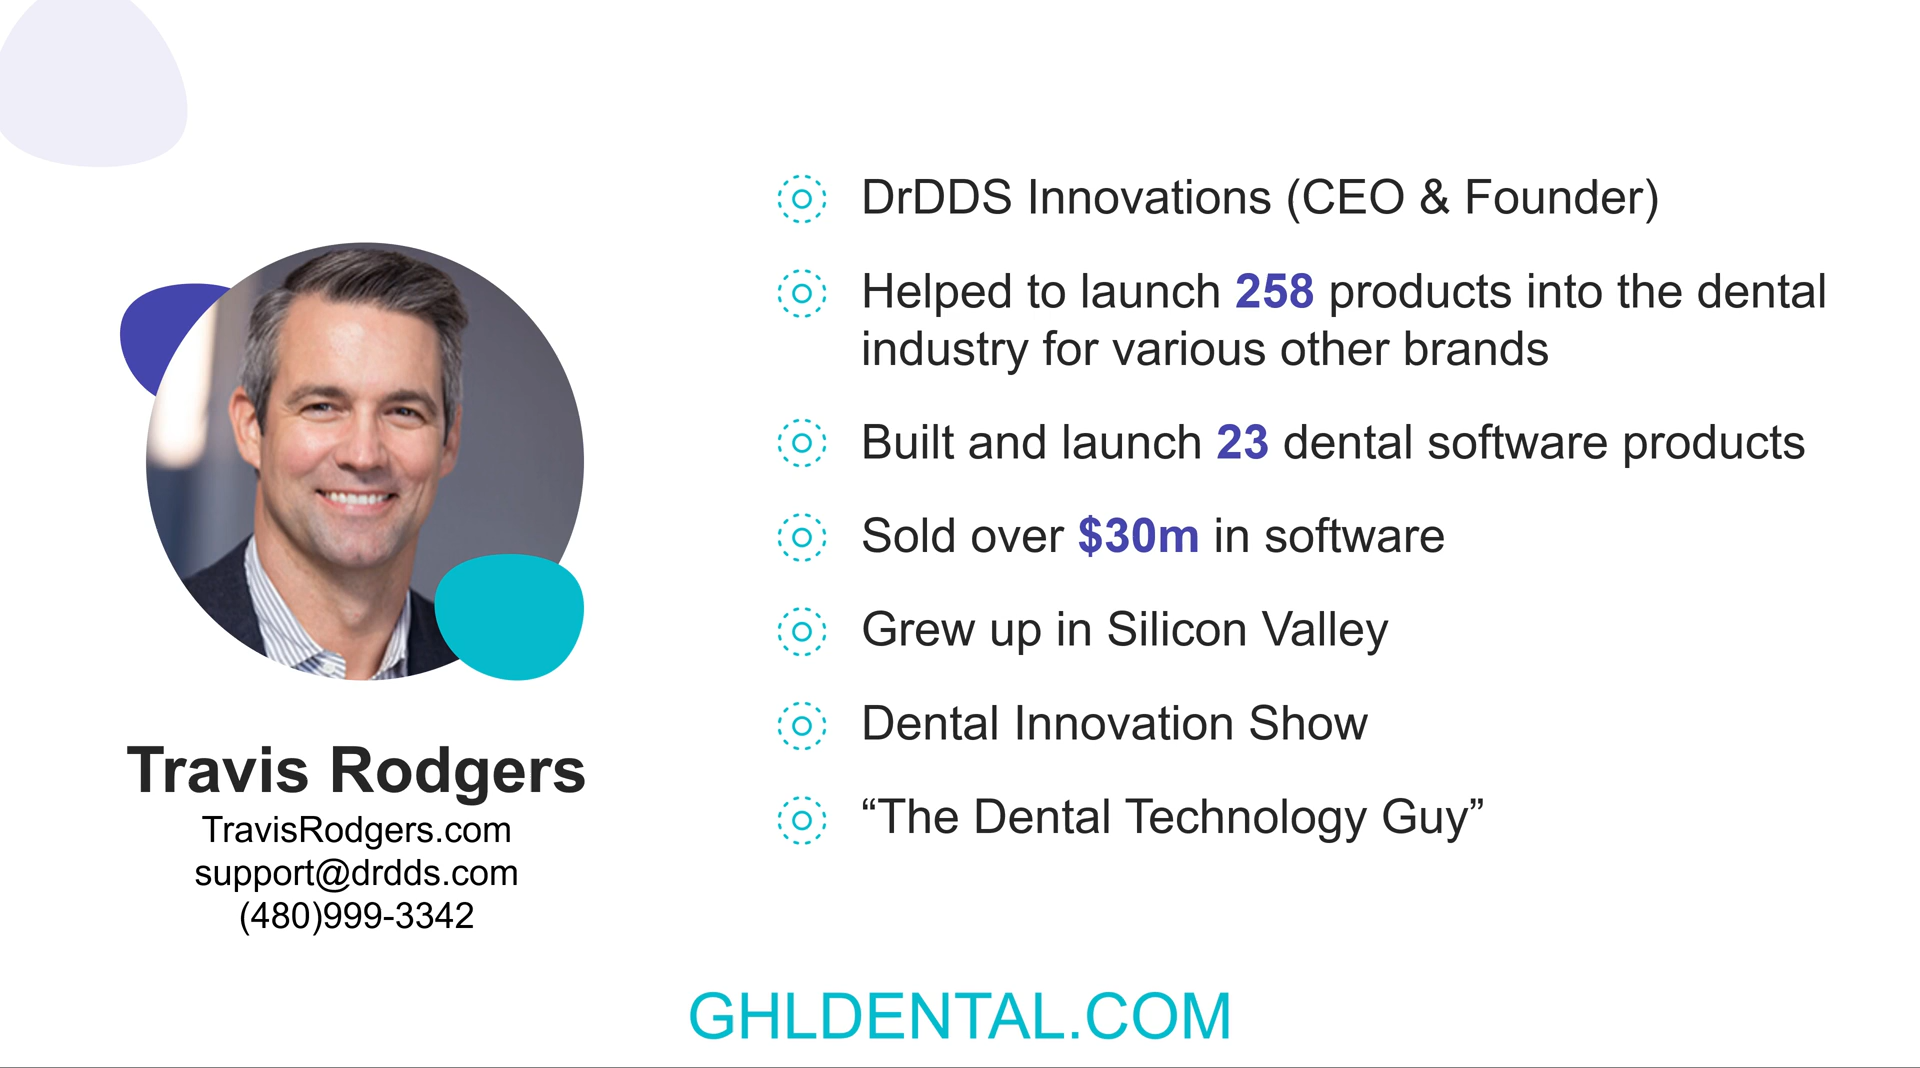 DrDDS Innovations (CEO & Founder)
Helped to launch 258 products into the dental
industry for various other brands
Built and launch 23 dental software products
Sold over $30m in software
Grew up in Silicon Valley
Dental Innovation Show
“The Dental Technology Guy”
Travis Rodgers
TravisRodgers.com
support@drdds.com
(480)999-3342
GHLDENTAL.COM